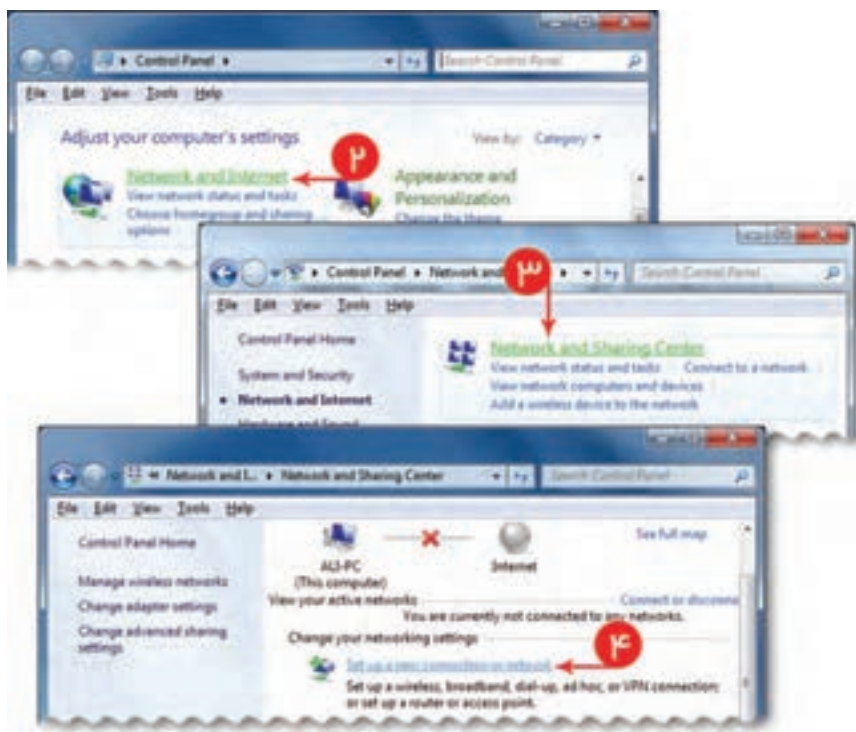 Control Panel
Search Control Panel
File Edit View Tools Help
Adjust your computer's settings
View by: Category
Network and Internet
۲
View network status and tasks
Choose homegroup and sharing options
Appearance and Personalization
Change the theme
Control Panel Network and
۳
Search Control Panel
File Edit View Tools Help
Control Panel Home
System and Security
Network and Internet
Hardware and Sound
Network and Sharing Center
View network status and tasks Connect to a network
View network computers and devices
Add a wireless device to the network
Network and I... Network and Sharing Center
Search Control Panel
File Edit View Tools Help
Control Panel Home
Manage wireless networks
Change adapter settings
Change advanced sharing settings
ALI-PC
(This computer)
Internet
See full map
View your active networks
Connect or disconne
You are currently not connected to any networks.
Change your networking settings
Set up a new connection or network
۴
Set up a wireless, broadband, dial-up, ad hoc, or VPN connection;
or set up a router or access point.